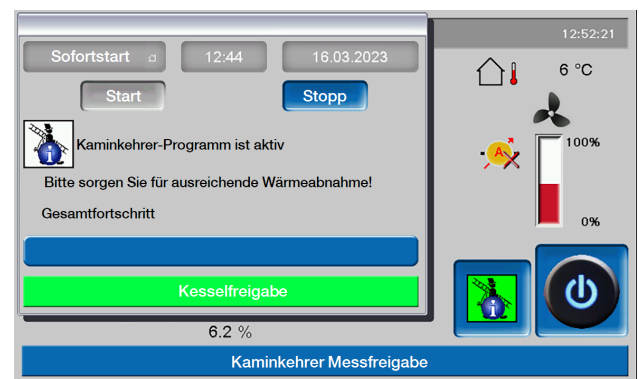 12:52:21
Sofortstart 12:44 16.03.2023
6 °C
Start Stopp
A
100%
Kaminkehrer-Programm ist aktiv
Bitte sorgen Sie für ausreichende Wärmeabnahme!
Gesamtfortschritt
0%
Kesselfreigabe
6.2 %
Kaminkehrer Messfreigabe